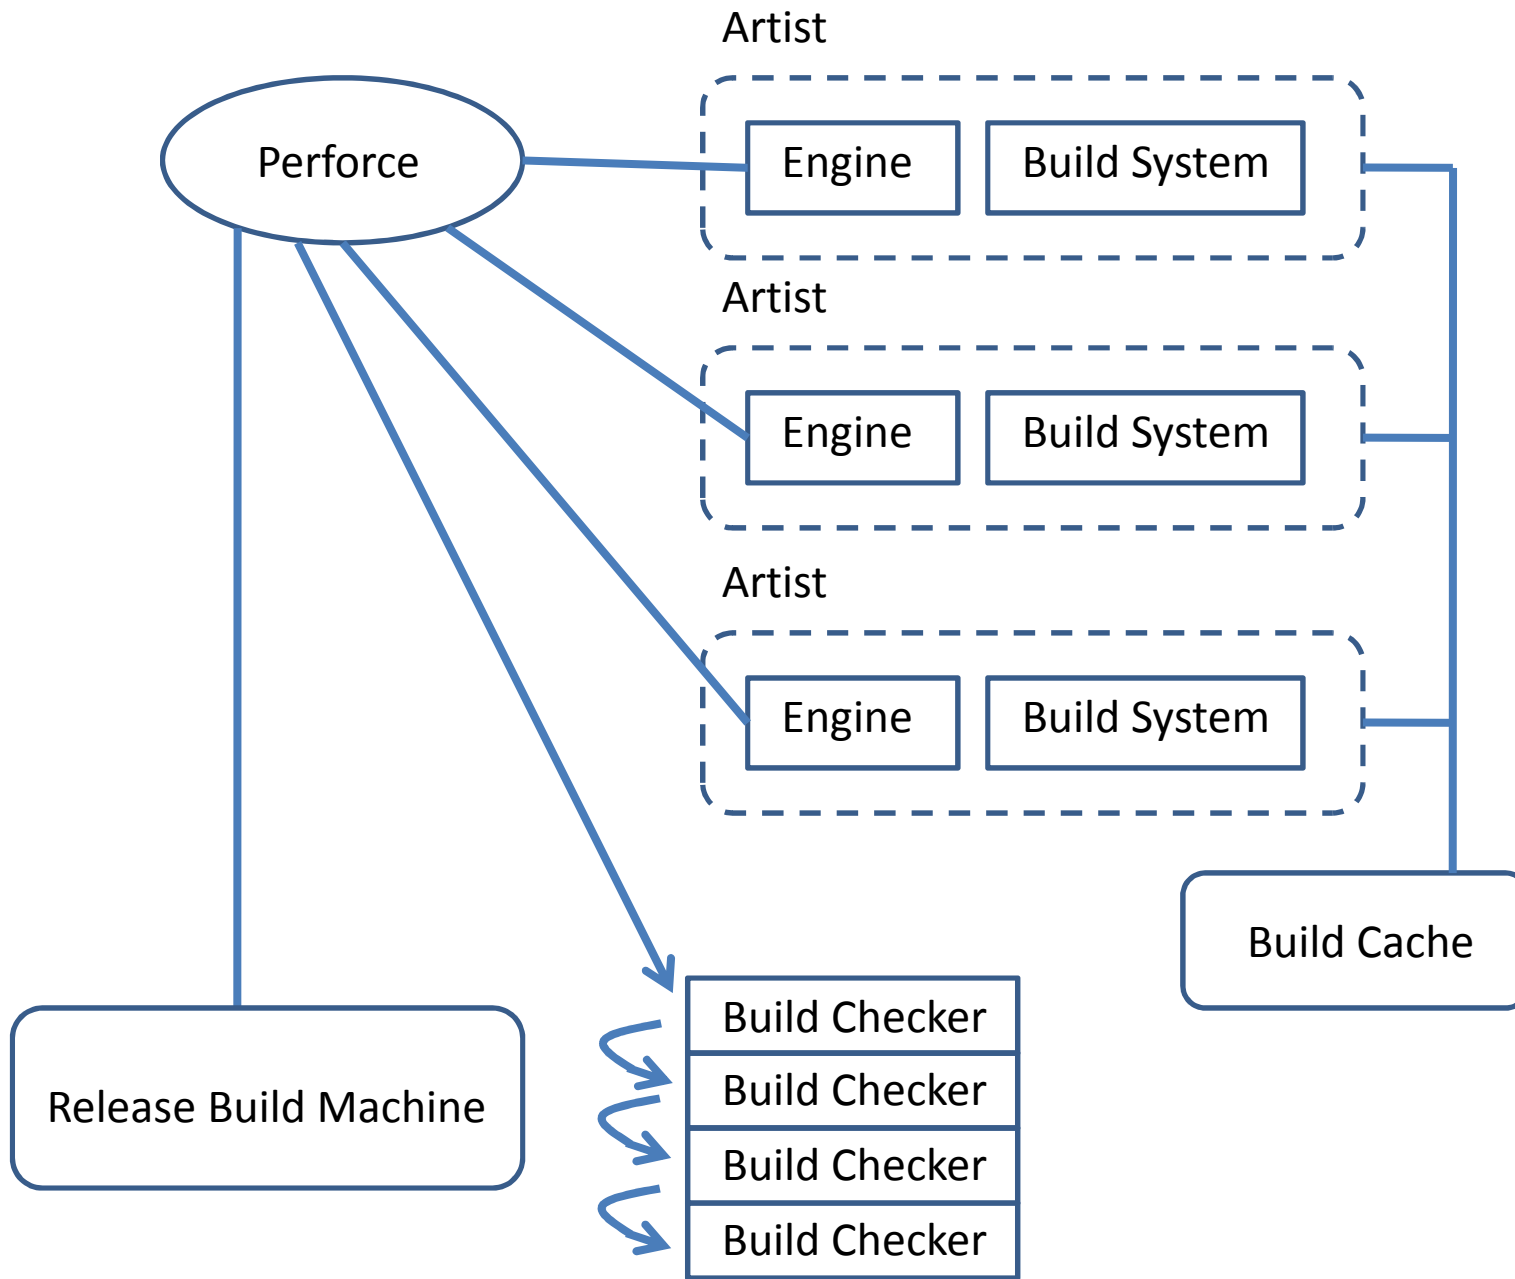 Artist
Perforce
Engine
Build System
Artist
Engine
Build System
Artist
Engine
Build System
Build Cache
Release Build Machine
Build Checker
Build Checker
Build Checker
Build Checker